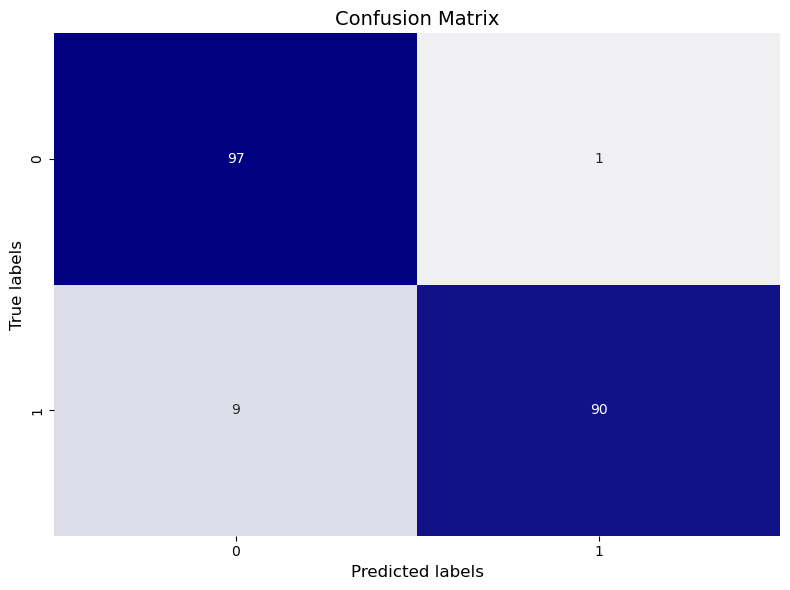 Confusion Matrix
True labels
0
97
1
1
9
90
0
1
Predicted labels